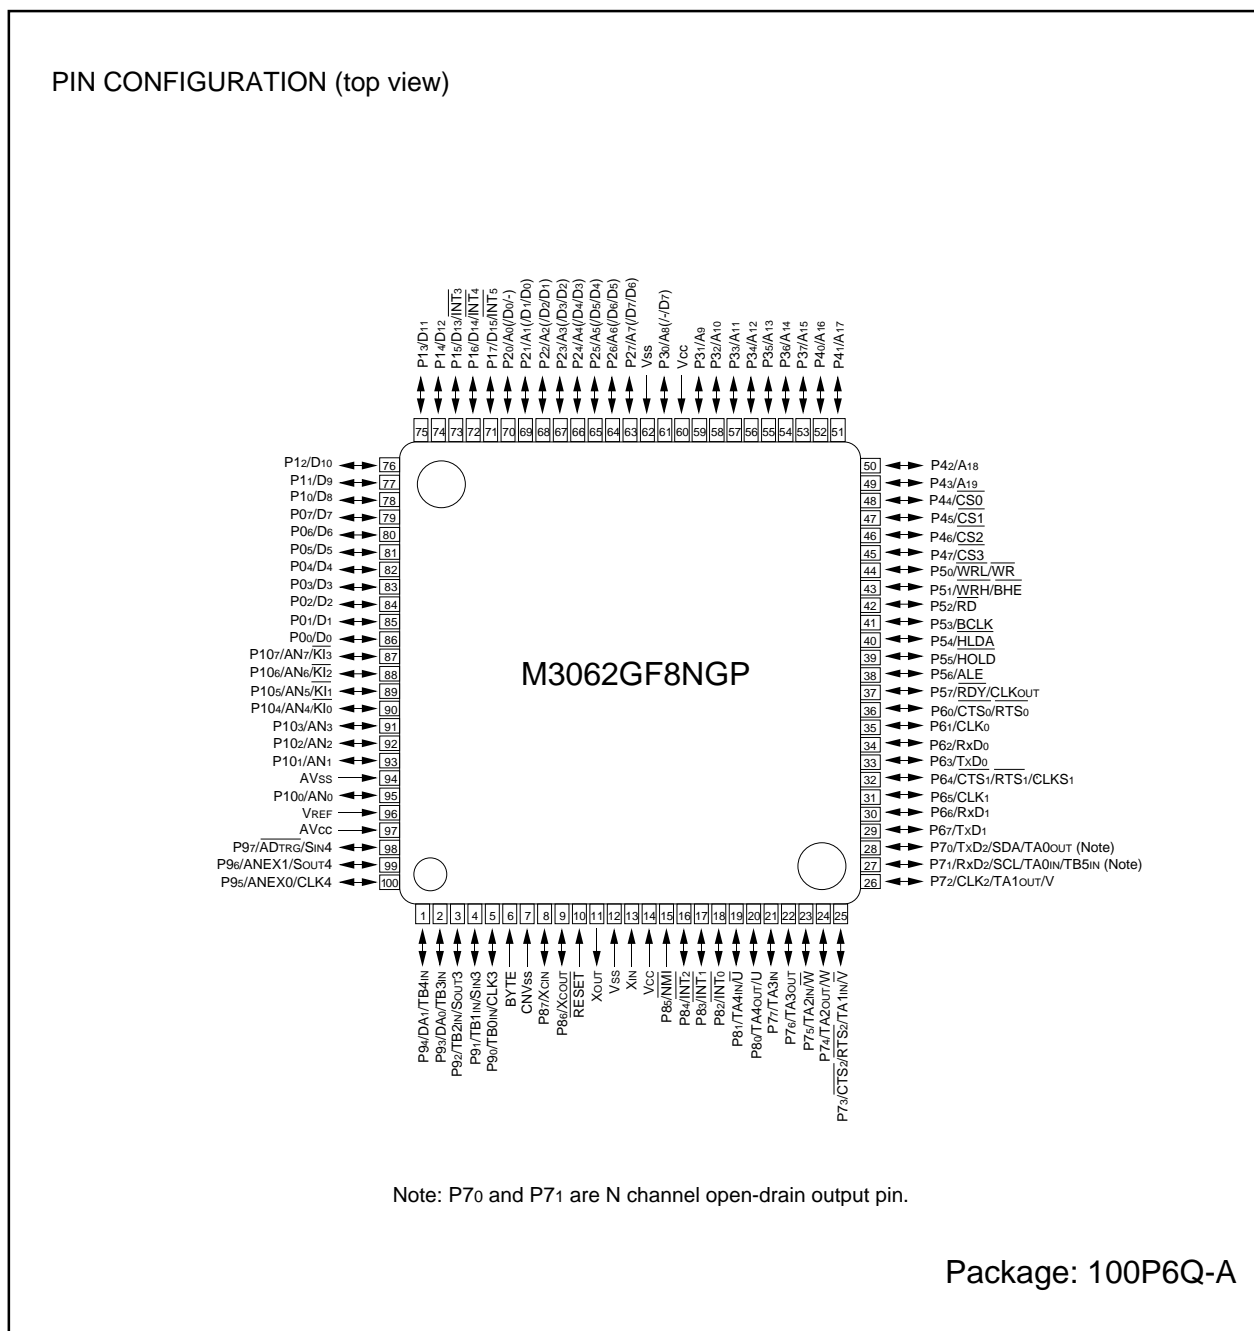 PIN CONFIGURATION (top view)
P13/D11
P14/D12
P15/D13/INT3
P16/D14/INT4
P17/D15/INT5
P20/A0(/D0/-)
P21/A1(/D1/D0)
P22/A2(/D2/D1)
P23/A3(/D3/D2)
P24/A4(/D4/D3)
P25/A5(/D5/D4)
P26/A6(/D6/D5)
P27/A7(/D7/D6)
Vss
P30/A8(/-/D7)
Vcc
P31/A9
P32/A10
P33/A11
P34/A12
P35/A13
P36/A14
P37/A15
P40/A16
P41/A17
75 74 73 72 71 70 69 68 67 66 65 64 63 62 61 60 59 58 57 56 55 54 53 52 51
P12/D10 76
P11/D9 77
P10/D8 78
P07/D7 79
P06/D6 80
P05/D5 81
P04/D4 82
P03/D3 83
P02/D2 84
P01/D1 85
P00/D0 86
P107/AN7/KI3 87
P106/AN6/KI2 88
P105/AN5/KI1 89
P104/AN4/KI0 90
P103/AN3 91
P102/AN2 92
P101/AN1 93
AVss 94
P100/AN0 95
VREF 96
AVcc 97
P97/ADTRG/SIN4 98
P96/ANEX1/SOUT4 99
P95/ANEX0/CLK4 100
M3062GF8NGP
50 P42/A18
49 P43/A19
48 P44/CS0
47 P45/CS1
46 P46/CS2
45 P47/CS3
44 P50/WRL/WR
43 P51/WRH/BHE
42 P52/RD
41 P53/BCLK
40 P54/HLDA
39 P55/HOLD
38 P56/ALE
37 P57/RDY/CLKOUT
36 P60/CTS0/RTS0
35 P61/CLK0
34 P62/RxD0
33 P63/TxD0
32 P64/CTS1/RTS1/CLKS1
31 P65/CLK1
30 P66/RxD1
29 P67/TxD1
28 P70/TxD2/SDA/TA0OUT (Note)
27 P71/RxD2/SCL/TA0IN/TB5IN (Note)
26 P72/CLK2/TA1OUT/V
1 2 3 4 5 6 7 8 9 10 11 12 13 14 15 16 17 18 19 20 21 22 23 24 25
P94/DA1/TB4IN
P93/DA0/TB3IN
P92/TB2IN/SOUT3
P91/TB1IN/SIN3
P90/TB0IN/CLK3
BYTE
CNVss
P87/XCIN
P86/XCOUT
RESET
XOUT
Vss
XIN
Vcc
P85/NMI
P84/INT2
P83/INT1
P82/INT0
P81/TA4IN/U
P80/TA4OUT/U
P77/TA3IN
P76/TA3OUT
P75/TA2IN/W
P74/TA2OUT/W
P73/CTS2/RTS2/TA1IN/V
Note: P70 and P71 are N channel open-drain output pin.
Package: 100P6Q-A